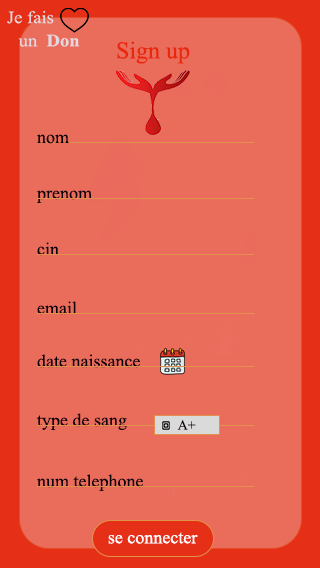 Je fais
un Don
Sign up
nom
prenom
cin
email
date naissance
type de sang
A+
num telephone
se connecter